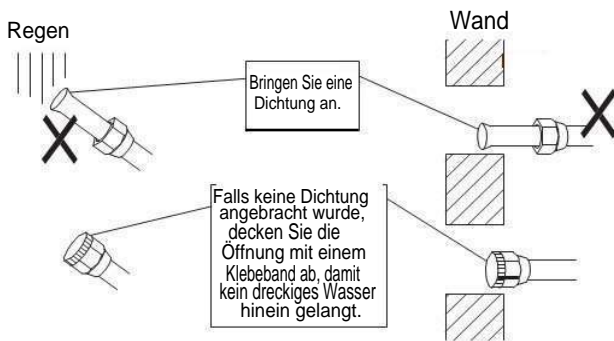 Regen
Wand
Bringen Sie eine
Dichtung an.
Falls keine Dichtung
angebracht wurde,
decken Sie die
Öffnung mit einem
Klebeband ab, damit
kein dreckiges Wasser
hinein gelangt.